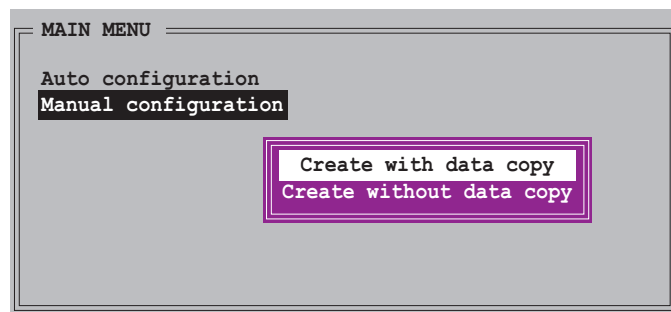 MAIN MENU
Auto configuration
Manual configuration
Create with data copy
Create without data copy